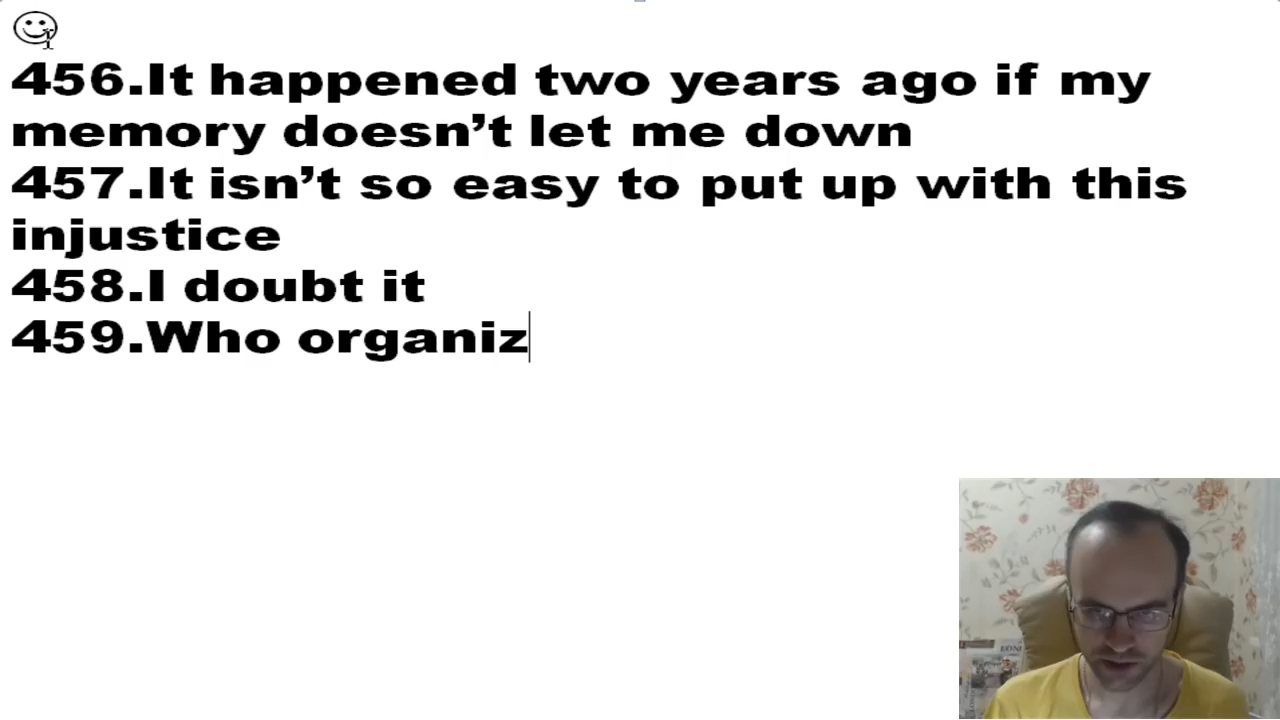 456.It happened two years ago if my
memory doesn’t let me down
457.It isn’t so easy to put up with this
injustice
458.I doubt it
459.Who organiz